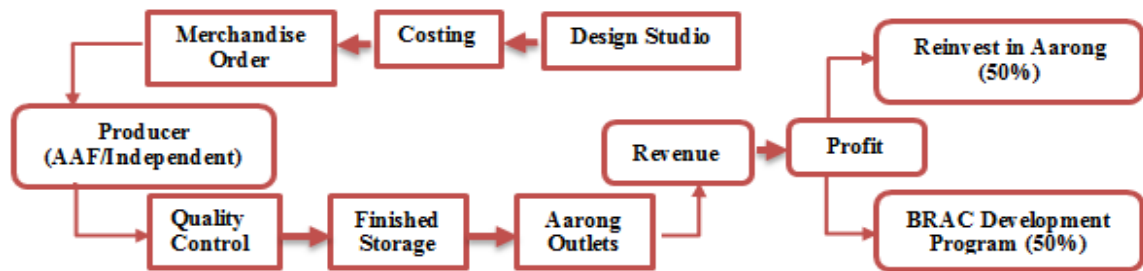 Merchandise
Order
Costing
Design Studio
Reinvest in Aarong
(50%)
Producer
(AAF/Independent)
Revenue
Profit
Quality
Control
Finished
Storage
Aarong
Outlets
BRAC Development
Program (50%)